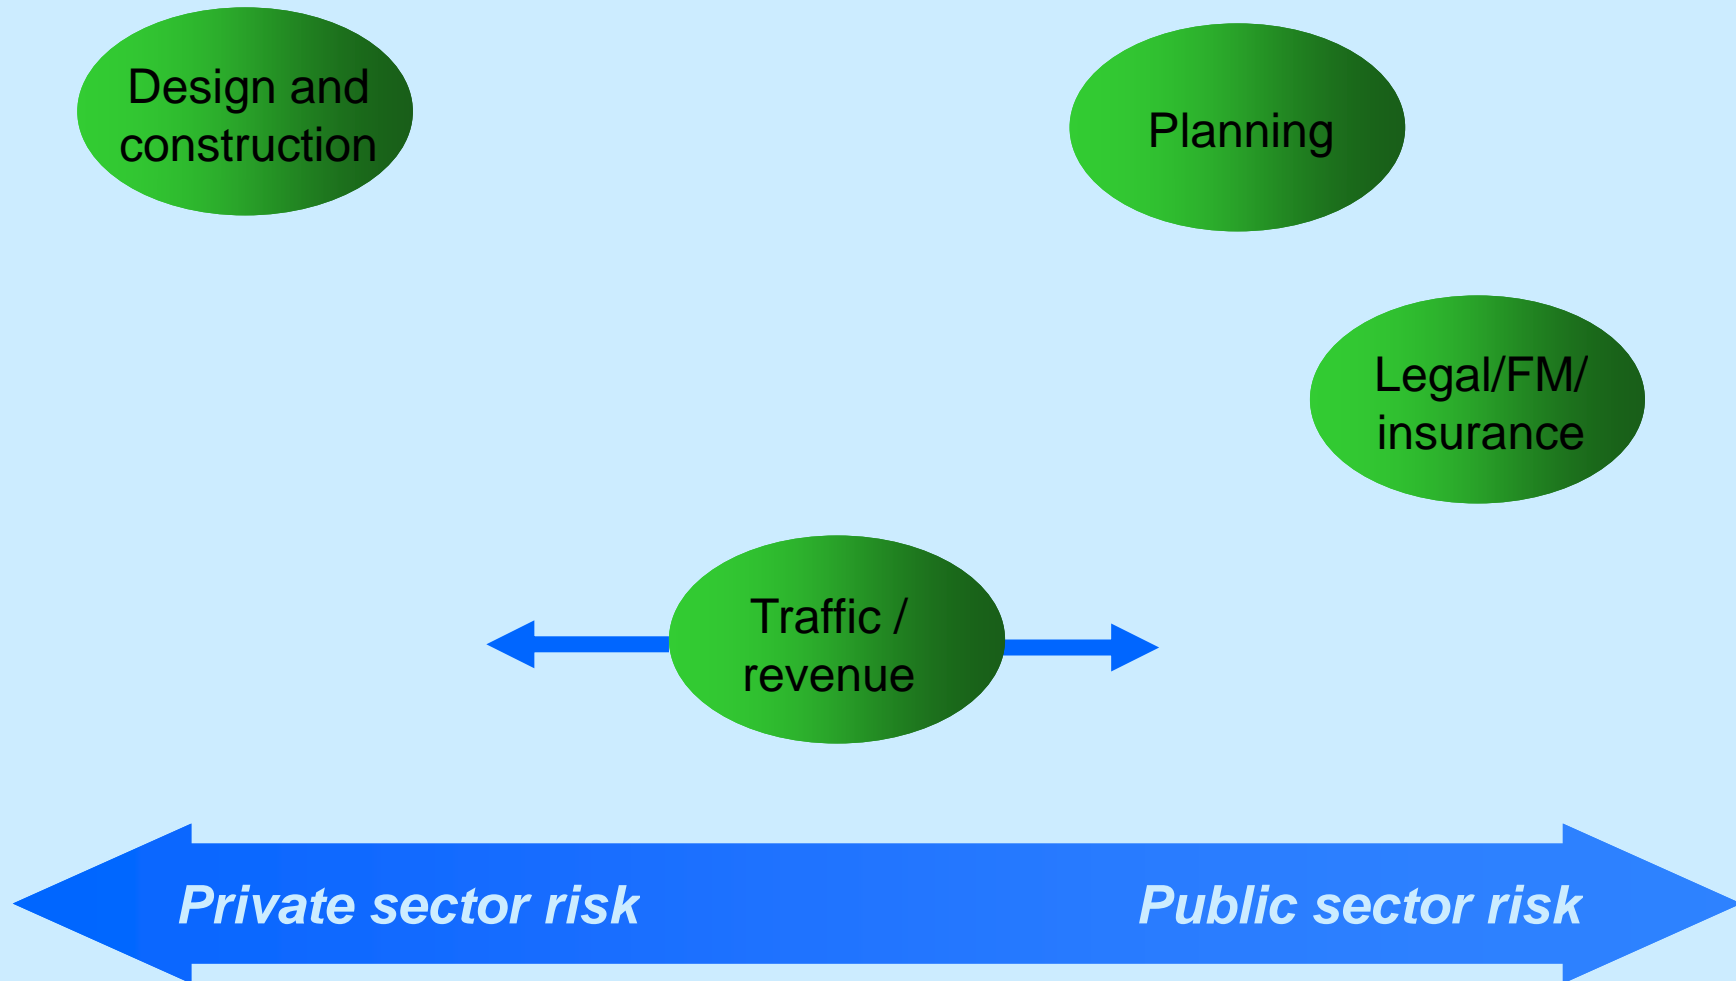 Design and
construction
Planning
Legal/FM/
insurance
Traffic /
revenue
Private sector risk
Public sector risk